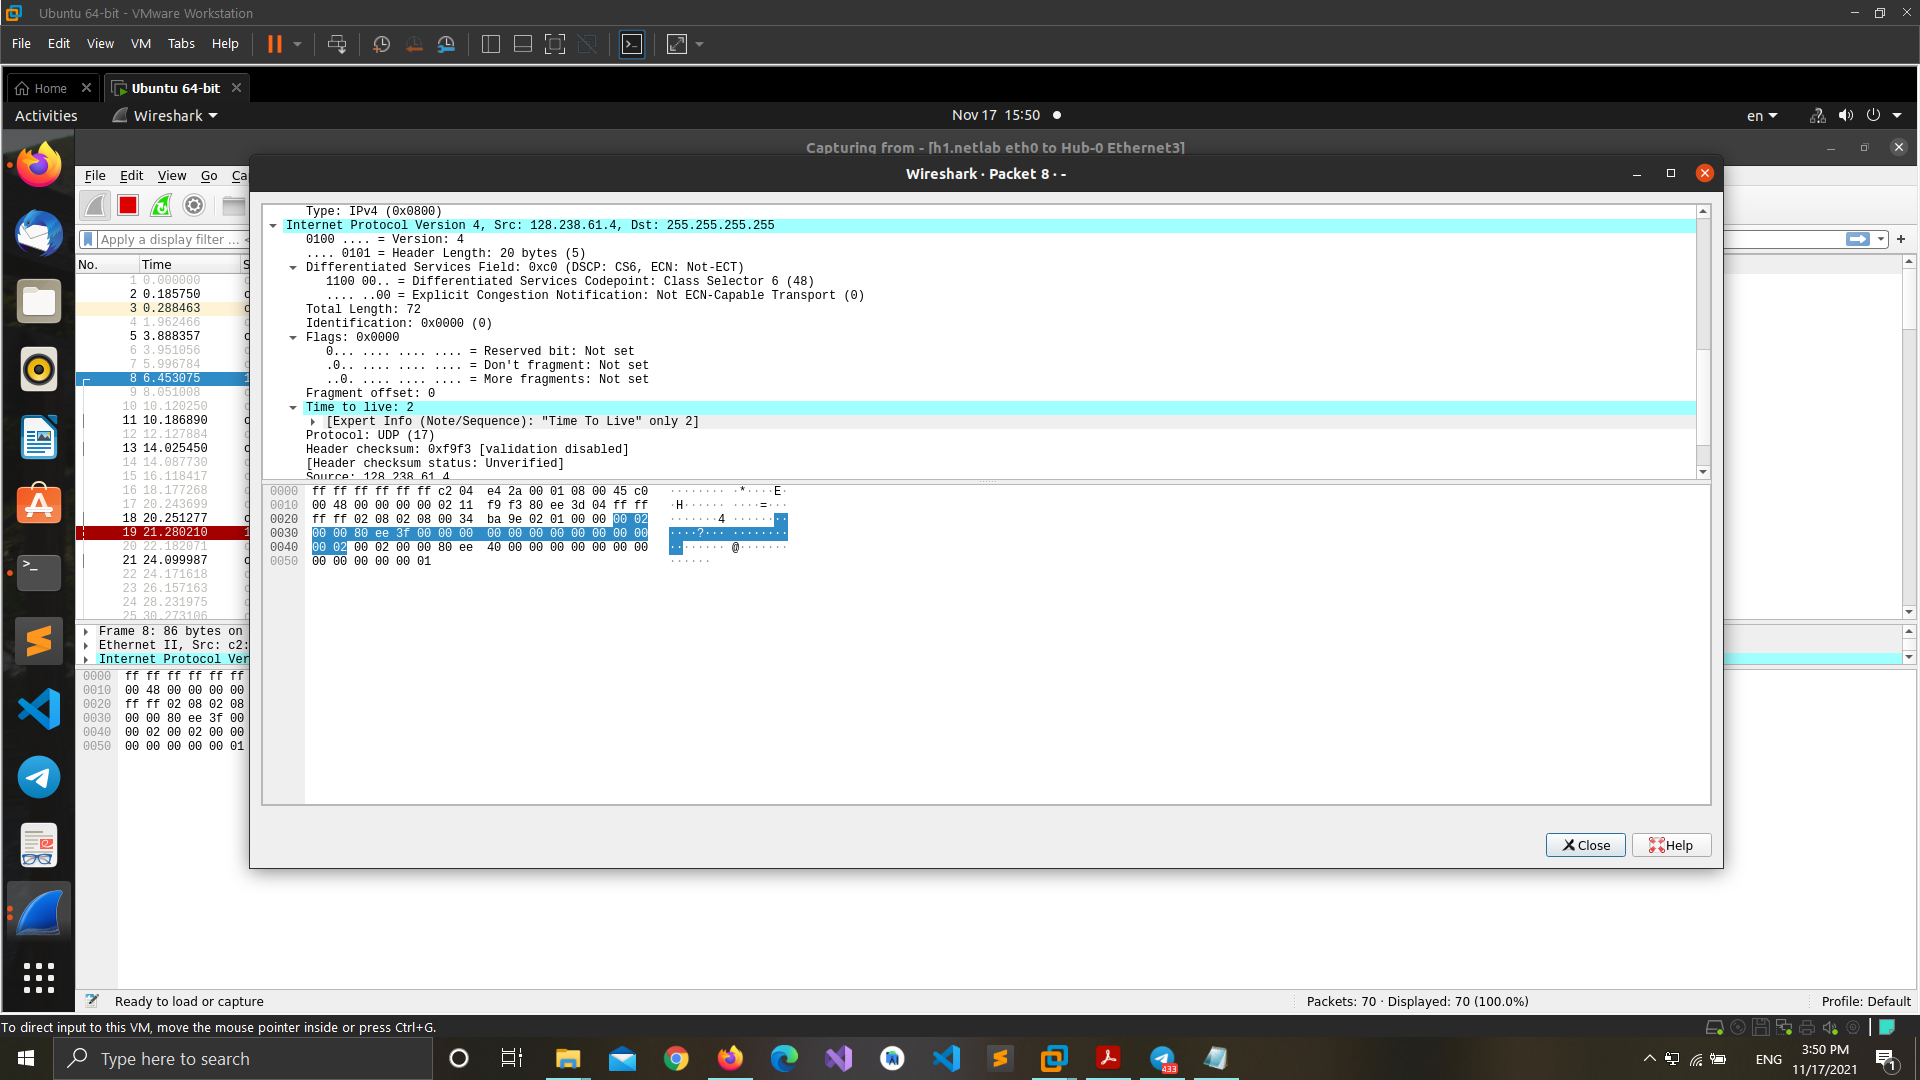 Ubuntu 64-bit - VMware Workstation
File Edit View VM Tabs Help
Home
Ubuntu 64-bit
Activities
Wireshark
Nov 17 15:50
en
Capturing from - [h1.netlab eth0 to Hub-0 Ethernet3]
File Edit View Go Ca
Apply a display filter ... <
No. Time S
1 0.000000 c
2 0.185750 c
3 0.288463 c
4 1.962466 c
5 3.888357 c
6 3.951056 c
7 5.996784 c
8 6.453075 1
9 8.051008 c
10 10.120250 c
11 10.186890 c
12 12.127884 c
13 14.025450 c
14 14.087730 c
15 16.118417 c
16 18.177268 c
17 20.243699 c
18 20.251277 c
19 21.280210 1
20 22.182071 c
21 24.099987 c
22 24.171618 c
23 26.157163 c
24 28.231975 c
25 30.273106 c
Frame 8: 86 bytes on
Ethernet II, Src: c2:
Internet Protocol Ver
0000 ff ff ff ff ff ff
0010 00 48 00 00 00 00
0020 ff ff 02 08 02 08
0030 00 00 80 ee 3f 00
0040 00 02 00 02 00 00
0050 00 00 00 00 00 01
Wireshark · Packet 8 · -
Type: IPv4 (0x0800)
Internet Protocol Version 4, Src: 128.238.61.4, Dst: 255.255.255.255
0100 .... = Version: 4
.... 0101 = Header Length: 20 bytes (5)
Differentiated Services Field: 0xc0 (DSCP: CS6, ECN: Not-ECT)
1100 00.. = Differentiated Services Codepoint: Class Selector 6 (48)
.... ..00 = Explicit Congestion Notification: Not ECN-Capable Transport (0)
Total Length: 72
Identification: 0x0000 (0)
Flags: 0x0000
0... .... .... .... = Reserved bit: Not set
.0.. .... .... .... = Don't fragment: Not set
..0. .... .... .... = More fragments: Not set
Fragment offset: 0
Time to live: 2
[Expert Info (Note/Sequence): "Time To Live" only 2]
Protocol: UDP (17)
Header checksum: 0xf9f3 [validation disabled]
[Header checksum status: Unverified]
Source: 128.238.61.4
0000 ff ff ff ff ff ff c2 04 e4 2a 00 01 08 00 45 c0 ········ ·*····E·
0010 00 48 00 00 00 00 02 11 f9 f3 80 ee 3d 04 ff ff ·H······ ····=···
0020 ff ff 02 08 02 08 00 34 ba 9e 02 01 00 00 00 02 ·······4 ········
0030 00 00 80 ee 3f 00 00 00 00 00 00 00 00 00 00 00 ····?··· ········
0040 00 02 00 02 00 00 80 ee 40 00 00 00 00 00 00 00 ········ @·······
0050 00 00 00 00 00 01 ······
Close
Help
Ready to load or capture
Packets: 70 · Displayed: 70 (100.0%)
Profile: Default
To direct input to this VM, move the mouse pointer inside or press Ctrl+G.
Type here to search
433
ENG
3:50 PM
11/17/2021
1